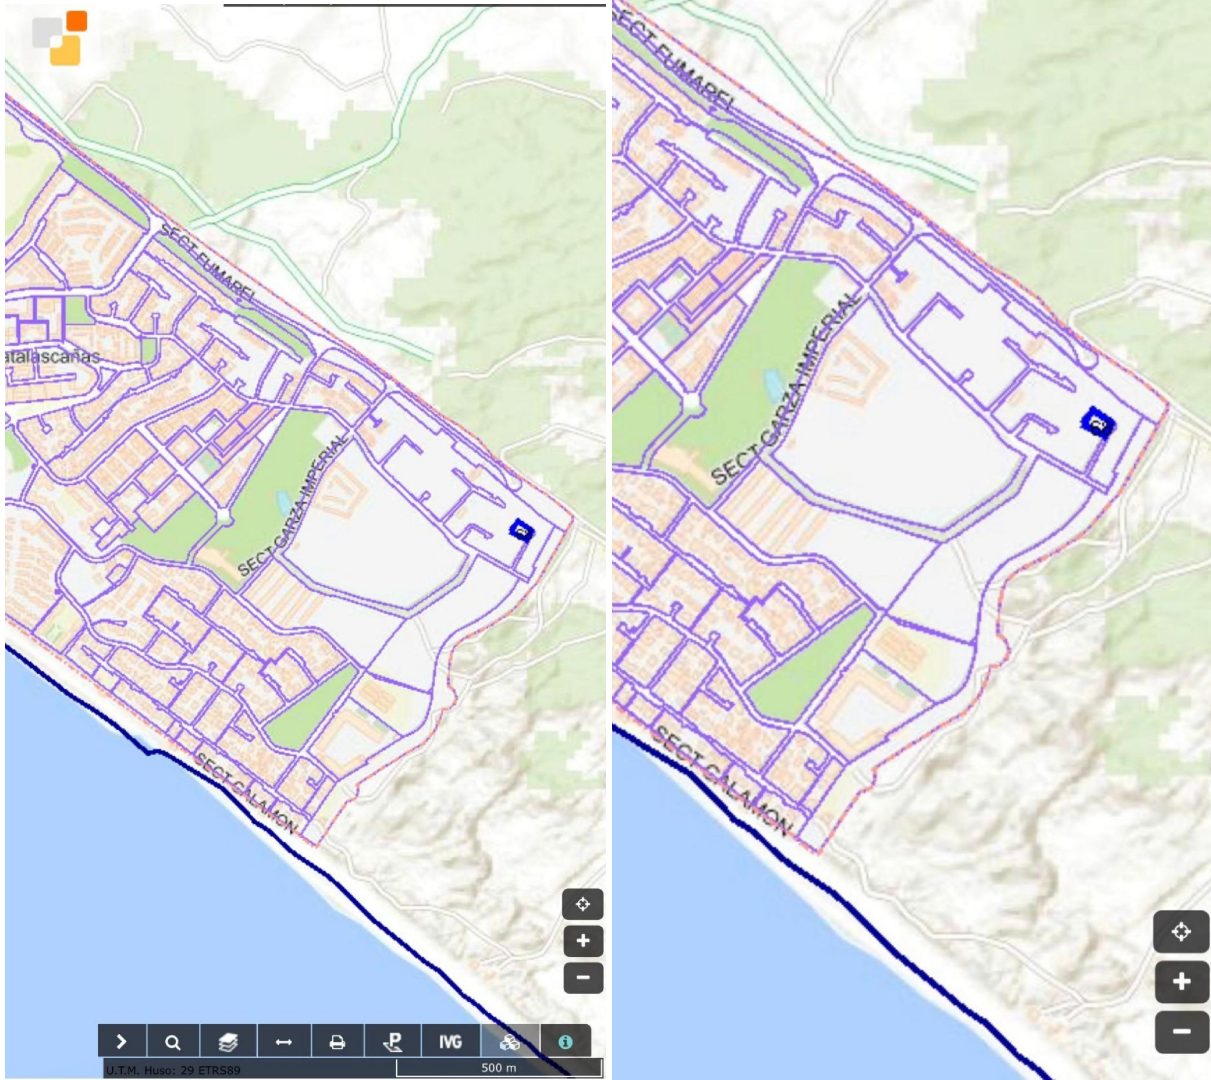 SECT FUMAREL
atalascañas
SECT GARZA IMPERIAL
SECT CALAMON
IVG
U.T.M. Huso: 29 ETRS89
500 m
SECT FUMAREL
SECT GARZA IMPERIAL
SECT CALAMON